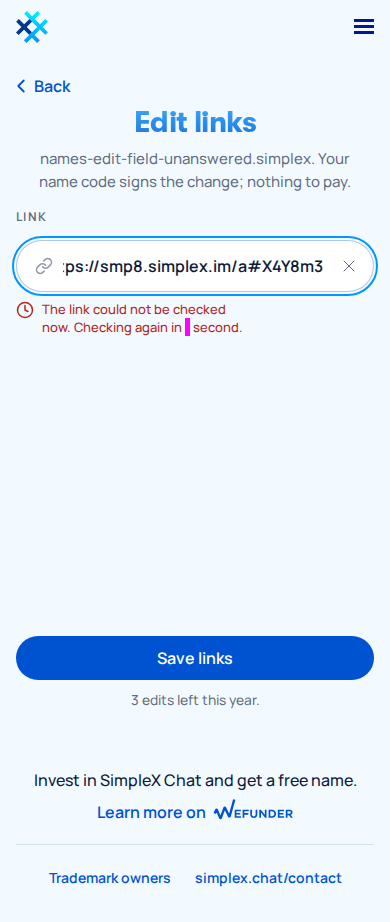 Back
Edit links
names-edit-field-unanswered.simplex. Your
name code signs the change; nothing to pay.
LINK
tps://smp8.simplex.im/a#X4Y8m3
The link could not be checked
now. Checking again in second.
Save links
3 edits left this year.
Invest in SimpleX Chat and get a free name.
Learn more on WEFUNDER
Trademark owners simplex.chat/contact